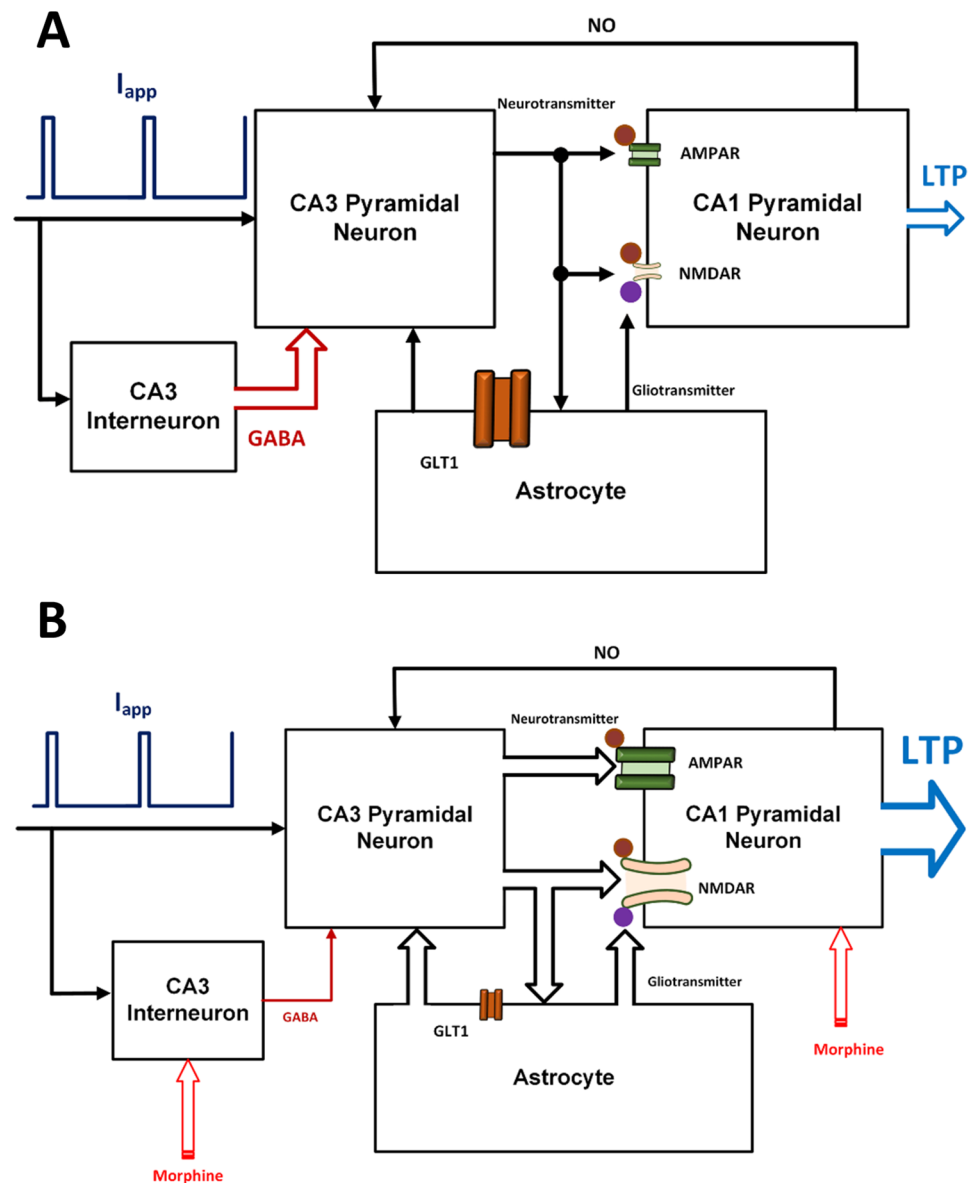 A
NO
Iapp
Neurotransmitter
AMPAR
LTP
CA3 Pyramidal
Neuron
CA1 Pyramidal
Neuron
NMDAR
CA3
Interneuron
GABA
Gliotransmitter
GLT1
Astrocyte
B
NO
Iapp
Neurotransmitter
LTP
AMPAR
CA3 Pyramidal
Neuron
CA1 Pyramidal
Neuron
NMDAR
CA3
Interneuron
GABA
Gliotransmitter
GLT1
Astrocyte
Morphine
Morphine